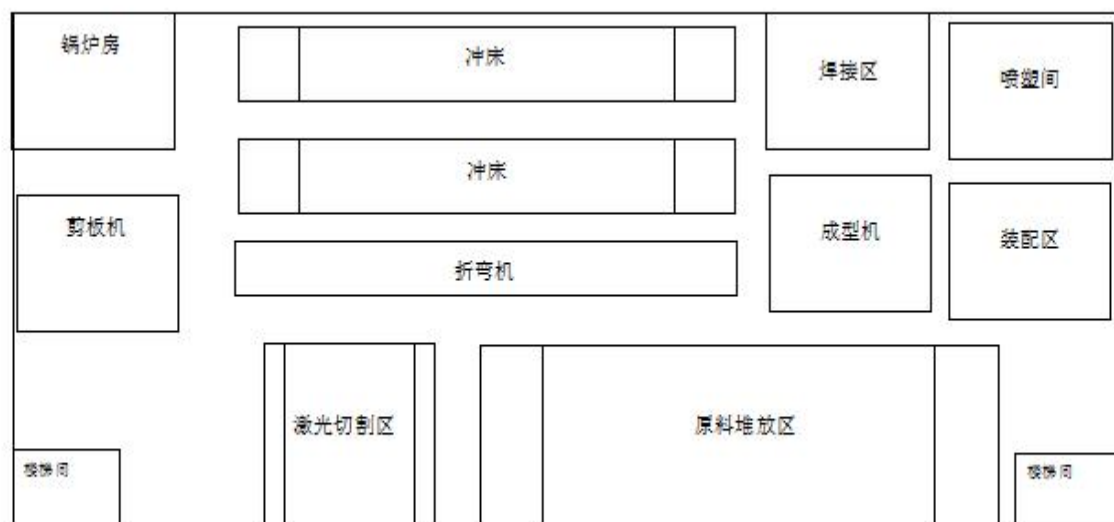 锅炉房
冲床
焊接区
喷塑间
冲床
剪板机
成型机
装配区
折弯机
激光切割区
原料堆放区
楼梯间
楼梯间